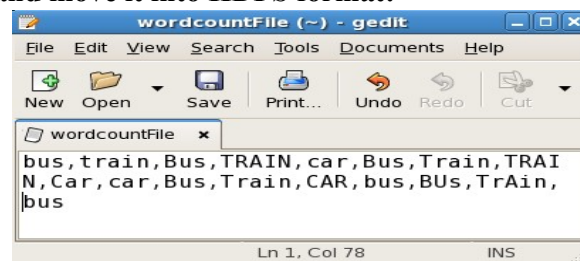 and move it into HDFS format:
wordcountFile (~) - gedit
File Edit View Search Tools Documents Help
New Open Save Print... Undo Redo Cut
wordcountFile
bus,train,Bus,TRAIN,car,Bus,Train,TRAI
N,Car,car,Bus,Train,CAR,bus,BUs,TrAin,
bus
Ln 1, Col 78 INS